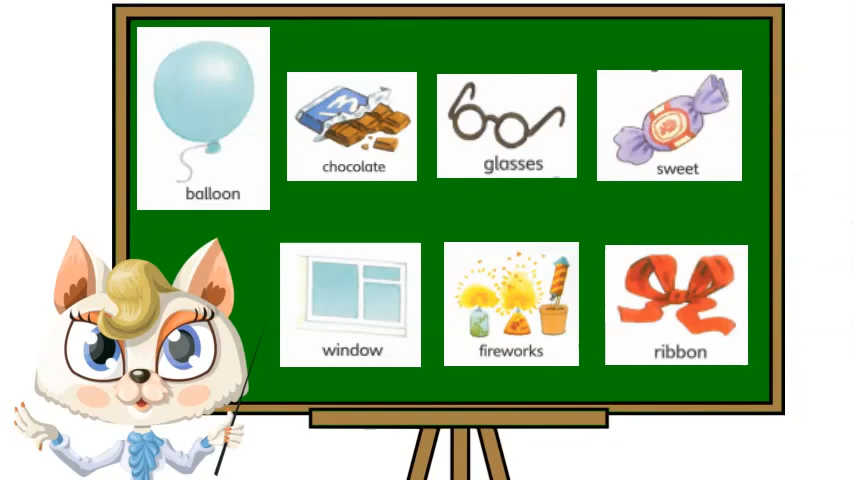 balloon
chocolate
glasses
sweet
window
fireworks
ribbon